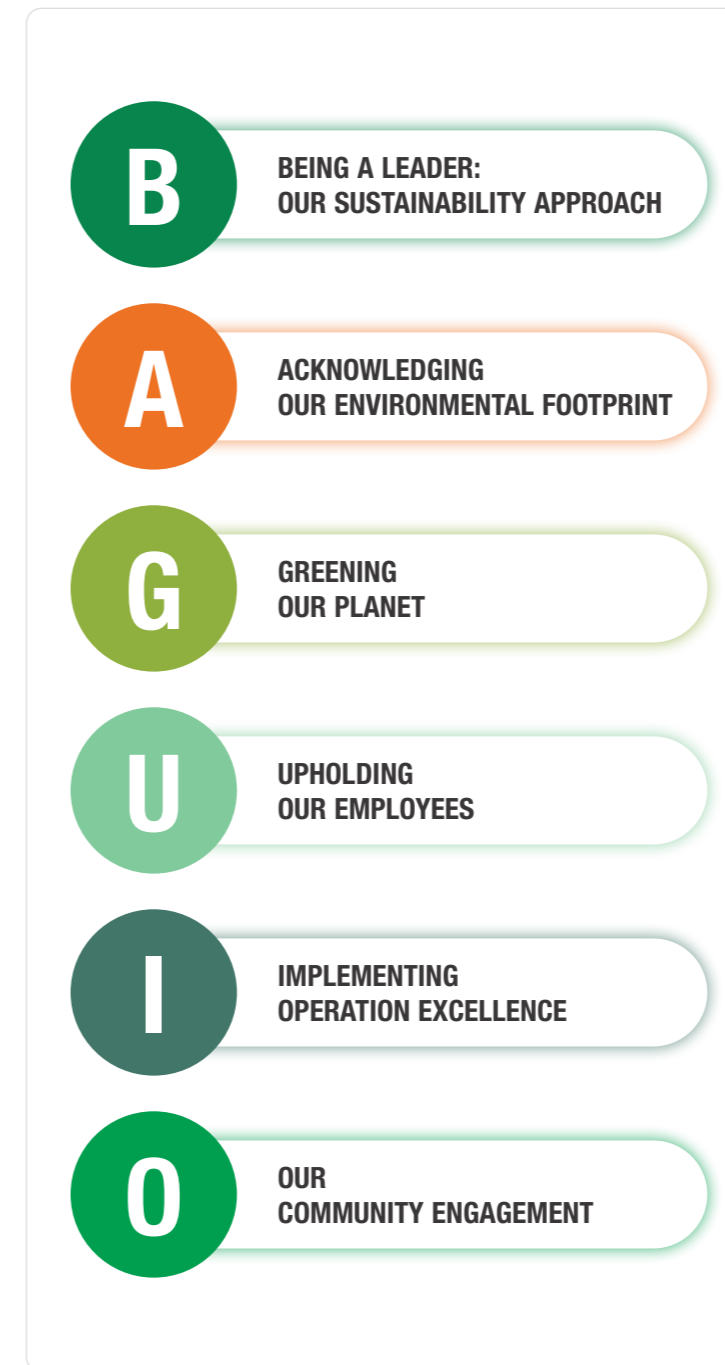 B
BEING A LEADER:
OUR SUSTAINABILITY APPROACH
A
ACKNOWLEDGING
OUR ENVIRONMENTAL FOOTPRINT
G
GREENING
OUR PLANET
U
UPHOLDING
OUR EMPLOYEES
I
IMPLEMENTING
OPERATION EXCELLENCE
O
OUR
COMMUNITY ENGAGEMENT